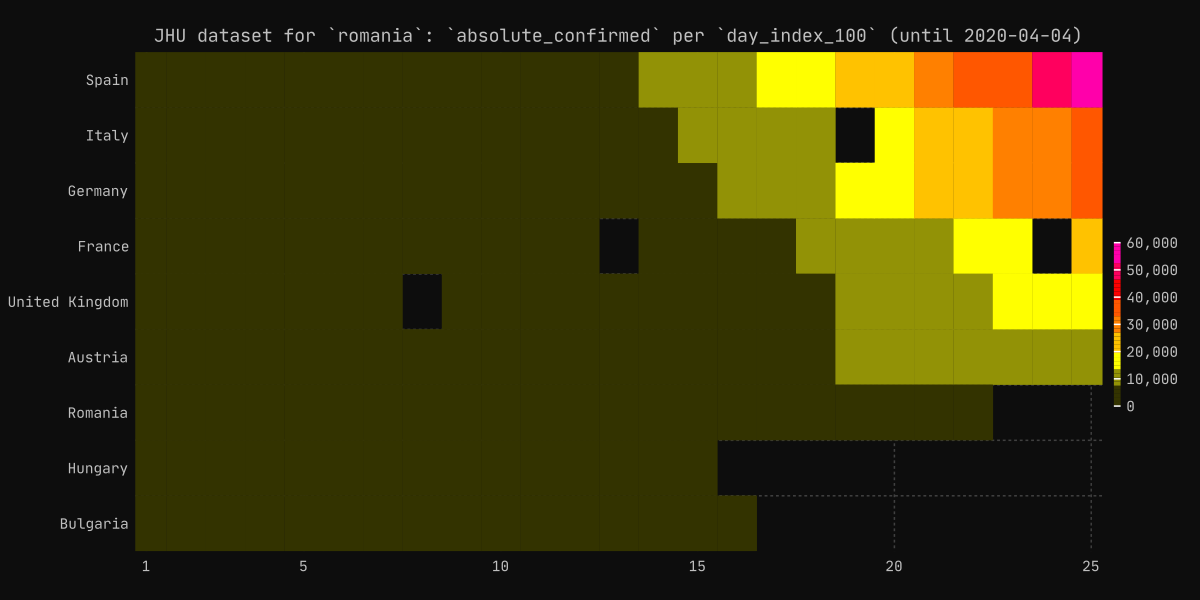 JHU dataset for `romania`: `absolute_confirmed` per `day_index_100` (until 2020-04-04)
Spain
Italy
Germany
France
United Kingdom
Austria
Romania
Hungary
Bulgaria
1 5 10 15 20 25
60,000
50,000
40,000
30,000
20,000
10,000
0